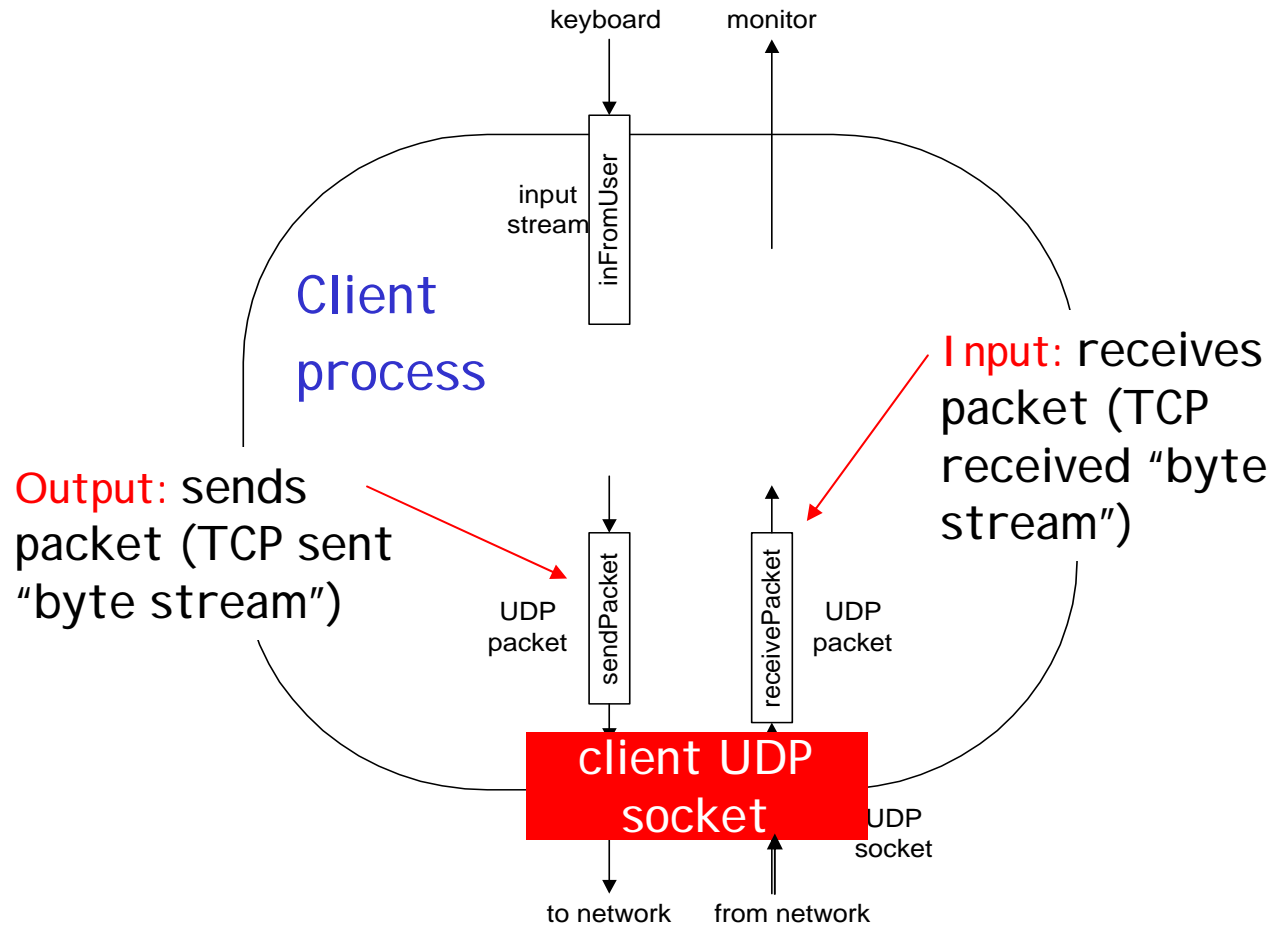 keyboard
monitor
input
stream
inFromUser
Client
process
Input: receives
packet (TCP
received “byte
stream”)
Output: sends
packet (TCP sent
“byte stream”)
UDP
packet
sendPacket
receivePacket
UDP
packet
client UDP
socket
UDP
socket
to network
from network